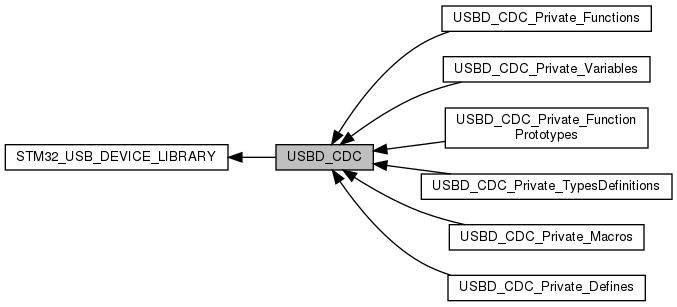 USBD_CDC_Private_Functions
USBD_CDC_Private_Variables
USBD_CDC_Private_Function
Prototypes
STM32_USB_DEVICE_LIBRARY
USBD_CDC
USBD_CDC_Private_TypesDefinitions
USBD_CDC_Private_Macros
USBD_CDC_Private_Defines